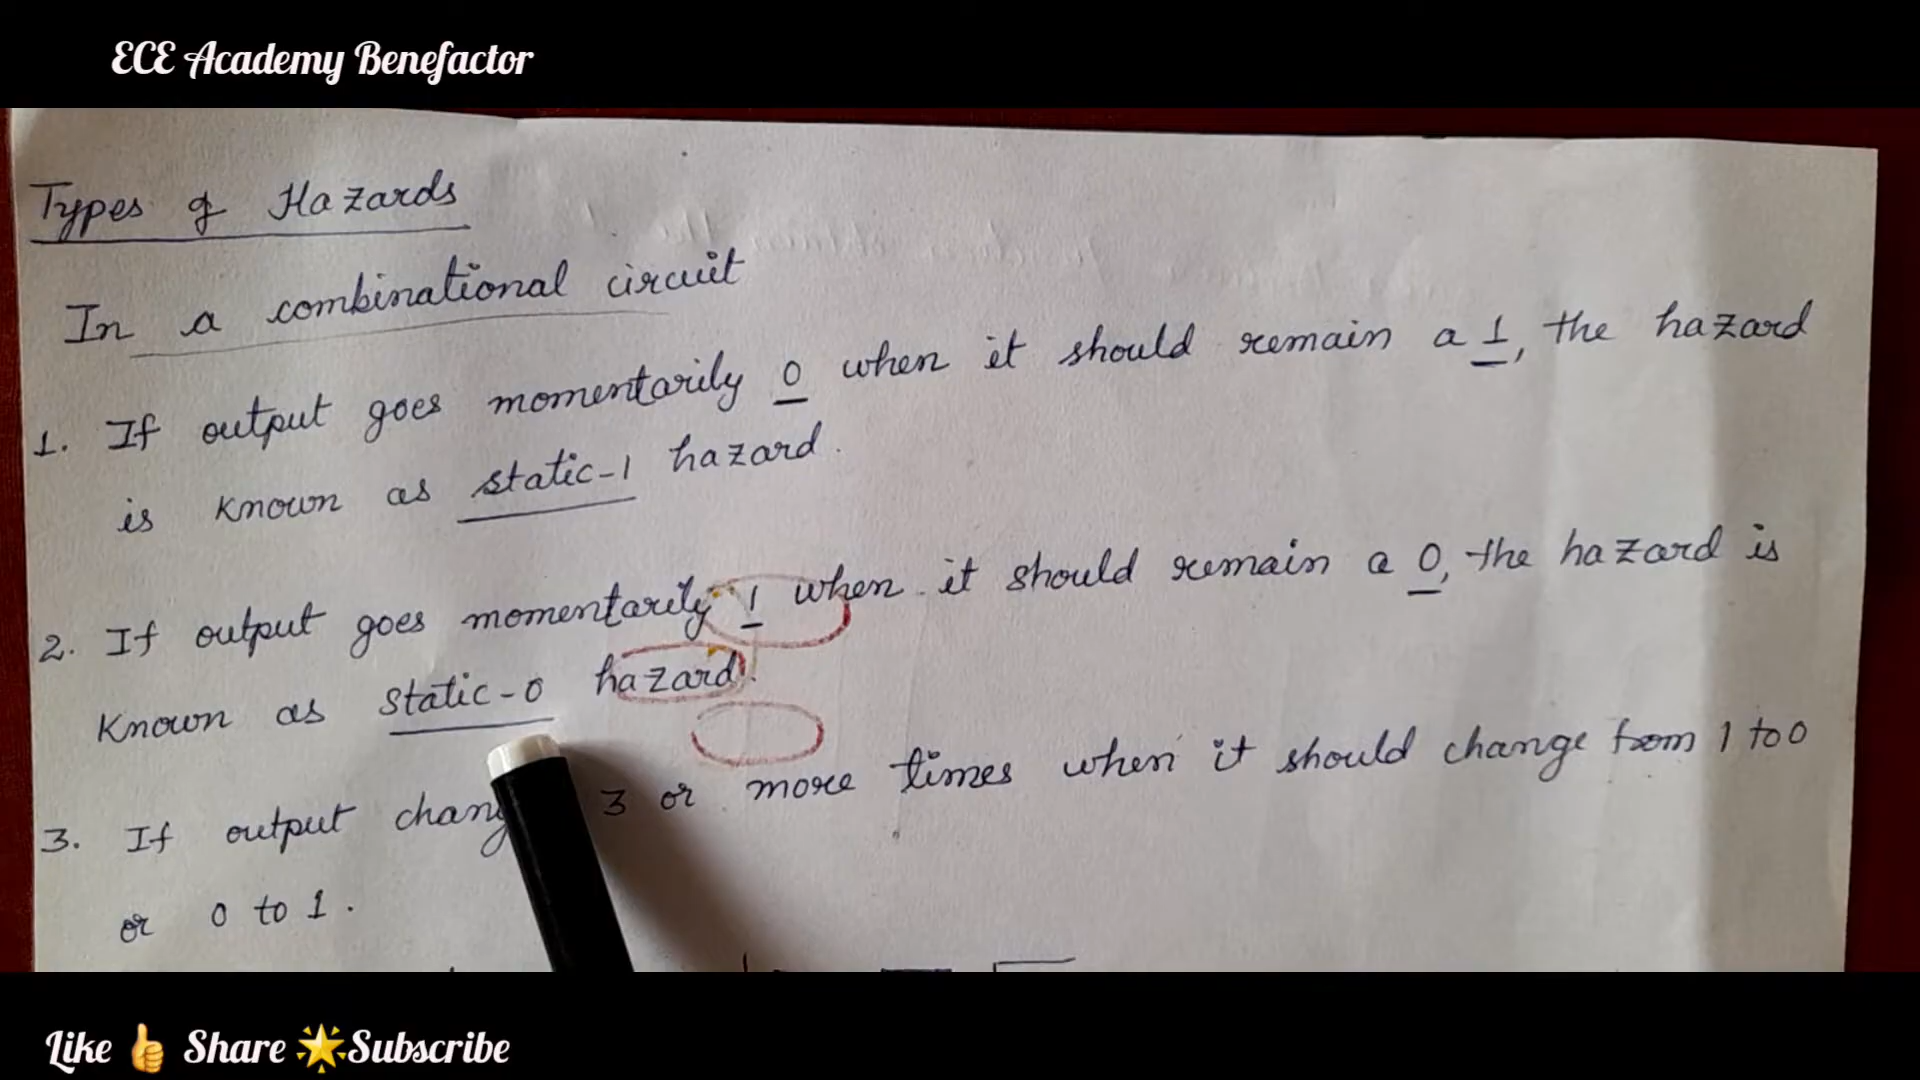 ECE Academy Benefactor
Types of Hazards
In a combinational circuit
1. If output goes momentarily 0 when it should remain a 1, the hazard
is known as static-1 hazard.
2. If output goes momentarily 1 when it should remain a 0, the hazard is
known as static-0 hazard.
3. If output chang 3 or more times when it should change from 1 to 0
or 0 to 1.
Like 👍 Share 🌟Subscribe